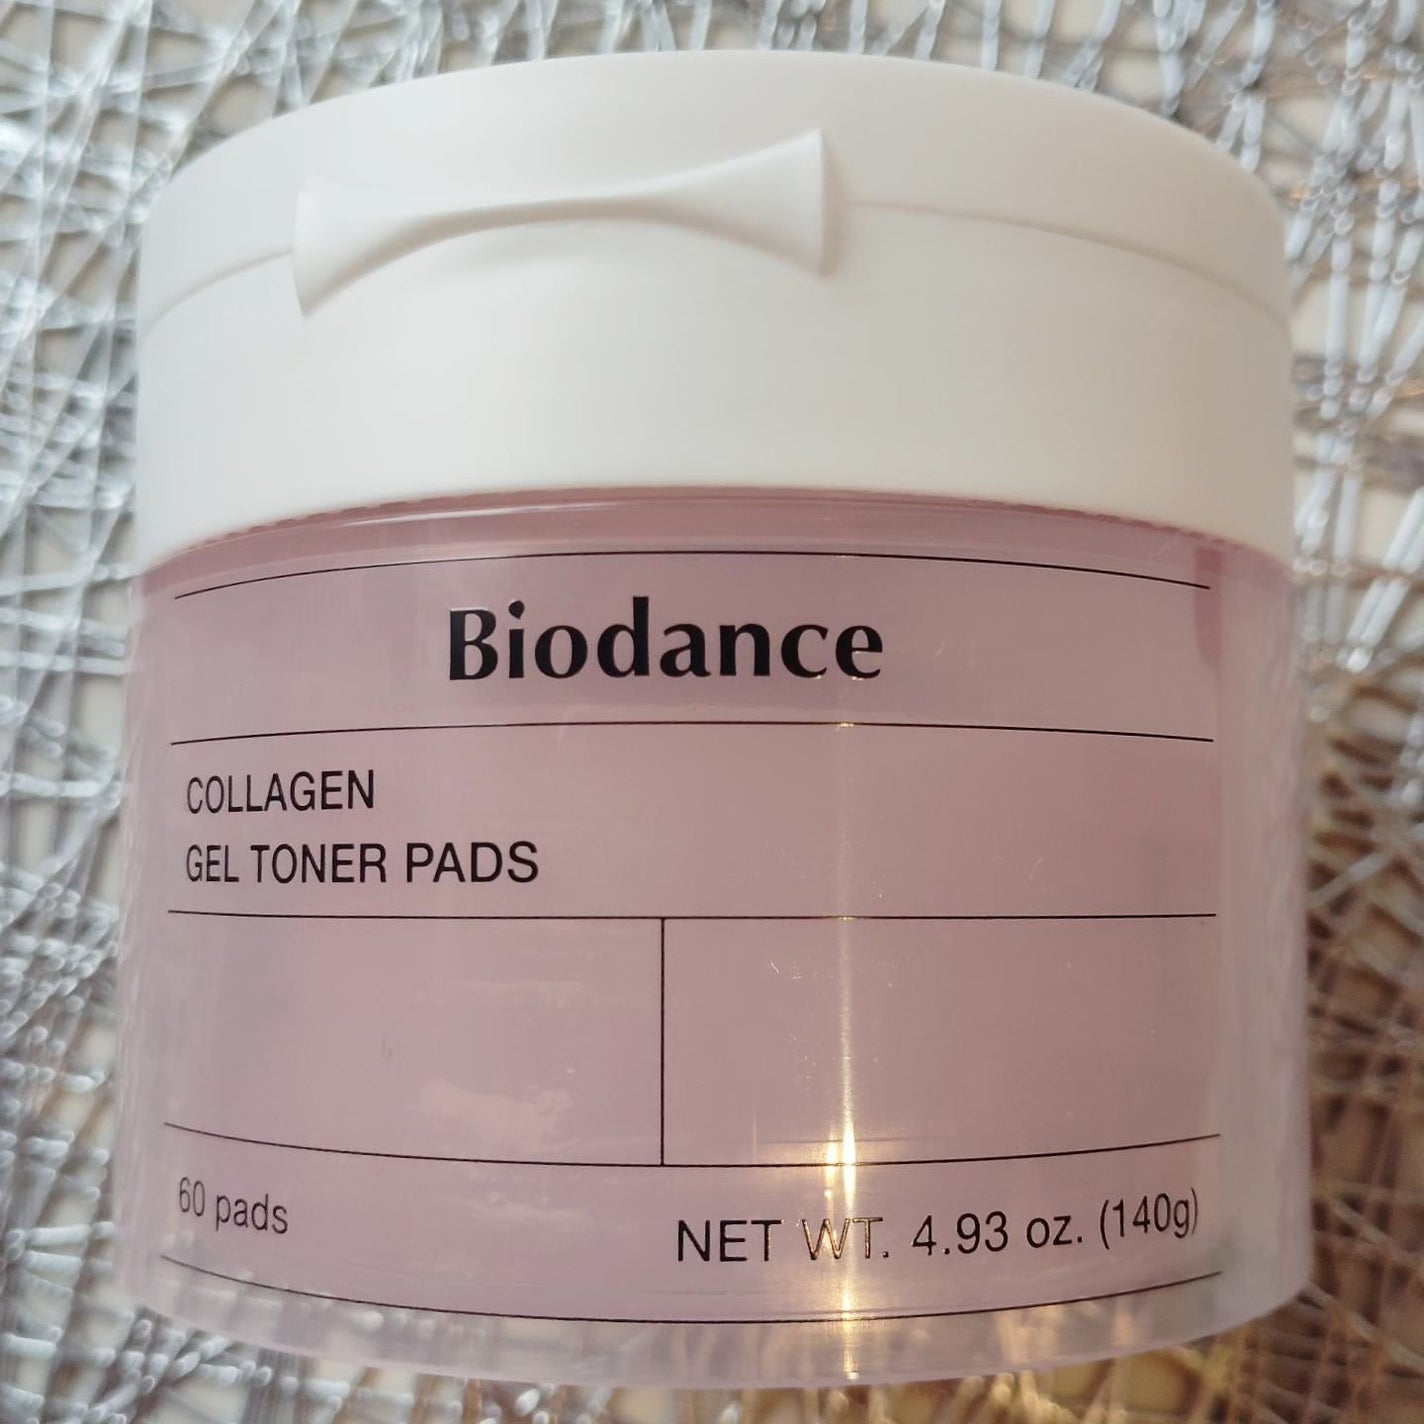 Biodance
COLLAGEN
GEL TONER PADS
60 pads
NET WT. 4.93 oz. (140g)